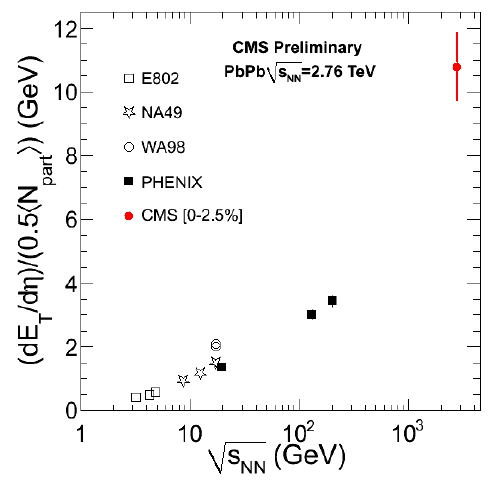 CMS Preliminary
PbPb√sNN=2.76 TeV
E802
NA49
WA98
PHENIX
CMS [0-2.5%]
(dET/dη)/(0.5⟨Npart⟩) (GeV)
12
10
8
6
4
2
0
1 10 10² 10³
√sNN (GeV)